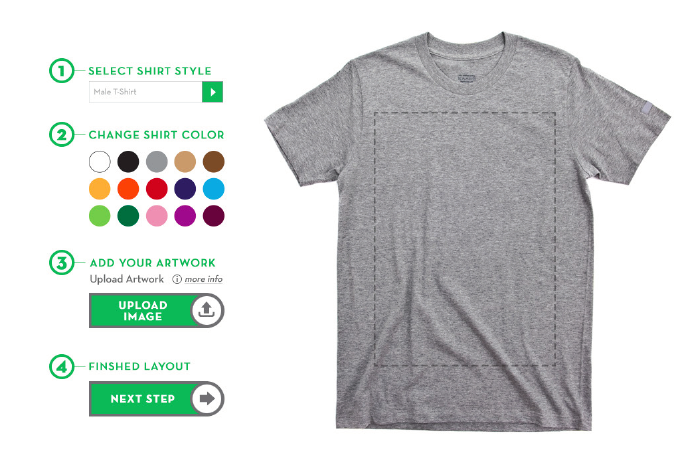 1 SELECT SHIRT STYLE
Male T-Shirt
2 CHANGE SHIRT COLOR
3 ADD YOUR ARTWORK
Upload Artwork i more info
UPLOAD
IMAGE
4 FINSHED LAYOUT
NEXT STEP